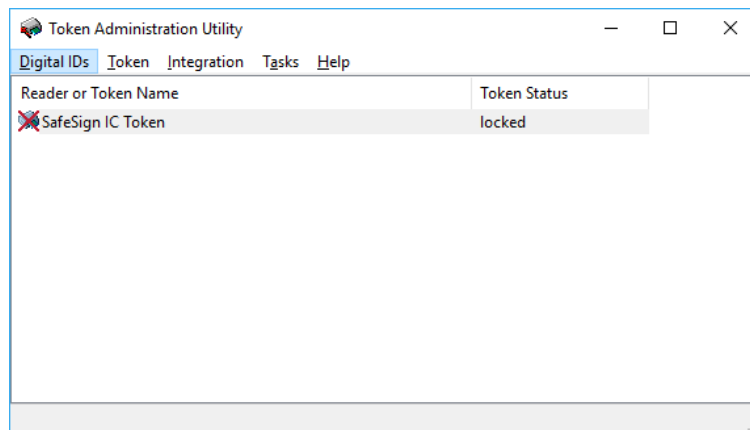 Token Administration Utility
Digital IDs Token Integration Tasks Help
Reader or Token Name Token Status
SafeSign IC Token locked